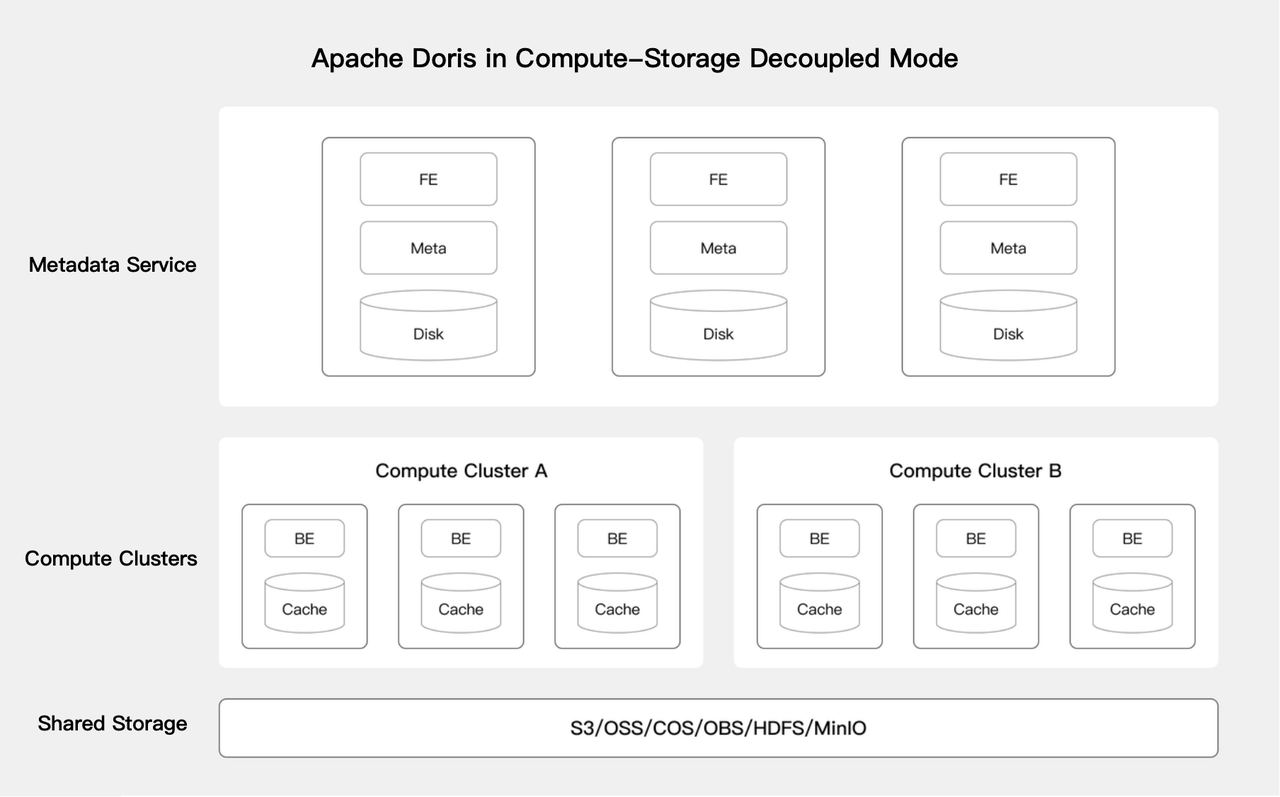 Apache Doris in Compute–Storage Decoupled Mode
Metadata Service
FE
Meta
Disk
FE
Meta
Disk
FE
Meta
Disk
Compute Clusters
Compute Cluster A
BE
Cache
BE
Cache
BE
Cache
Compute Cluster B
BE
Cache
BE
Cache
BE
Cache
Shared Storage
S3/OSS/COS/OBS/HDFS/MinIO